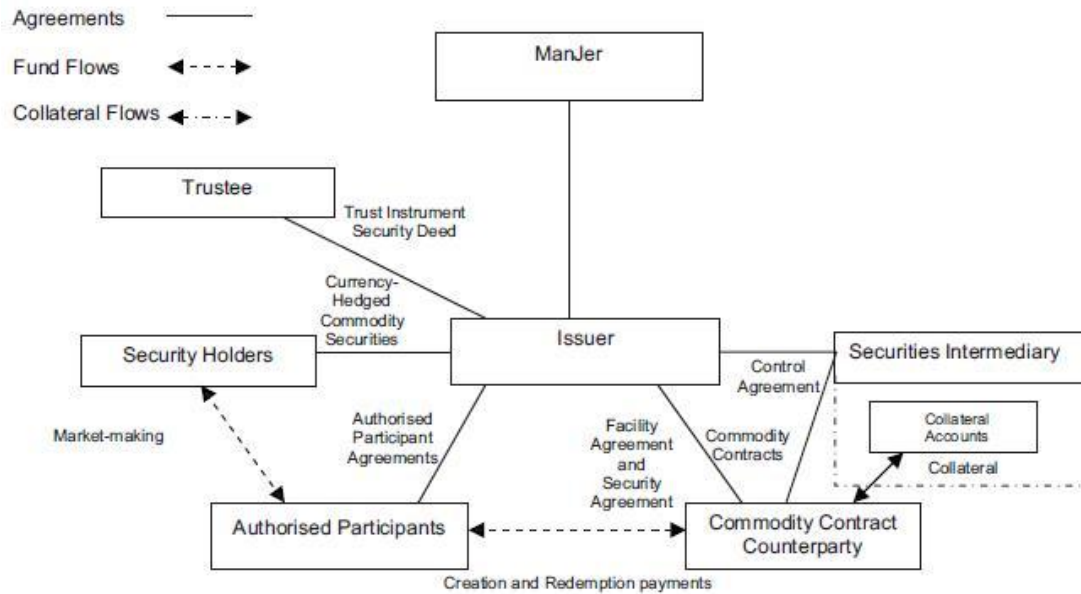 Agreements
Fund Flows
Collateral Flows
ManJer
Trustee
Trust Instrument
Security Deed
Currency-
Hedged
Commodity
Securities
Issuer
Security Holders
Securities Intermediary
Control
Agreement
Collateral
Accounts
Collateral
Market-making
Authorised
Participant
Agreements
Facility
Agreement
and
Security
Agreement
Commodity
Contracts
Authorised Participants
Commodity Contract
Counterparty
Creation and Redemption payments